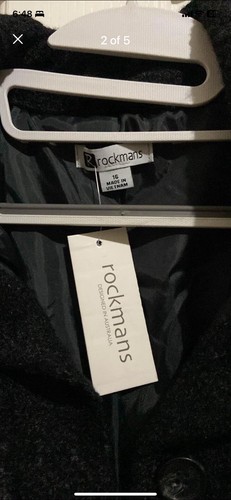 6:48
2 of 5
R rockmans
16
MADE IN
VIETNAM
rockmans
DESIGNED IN AUSTRALIA